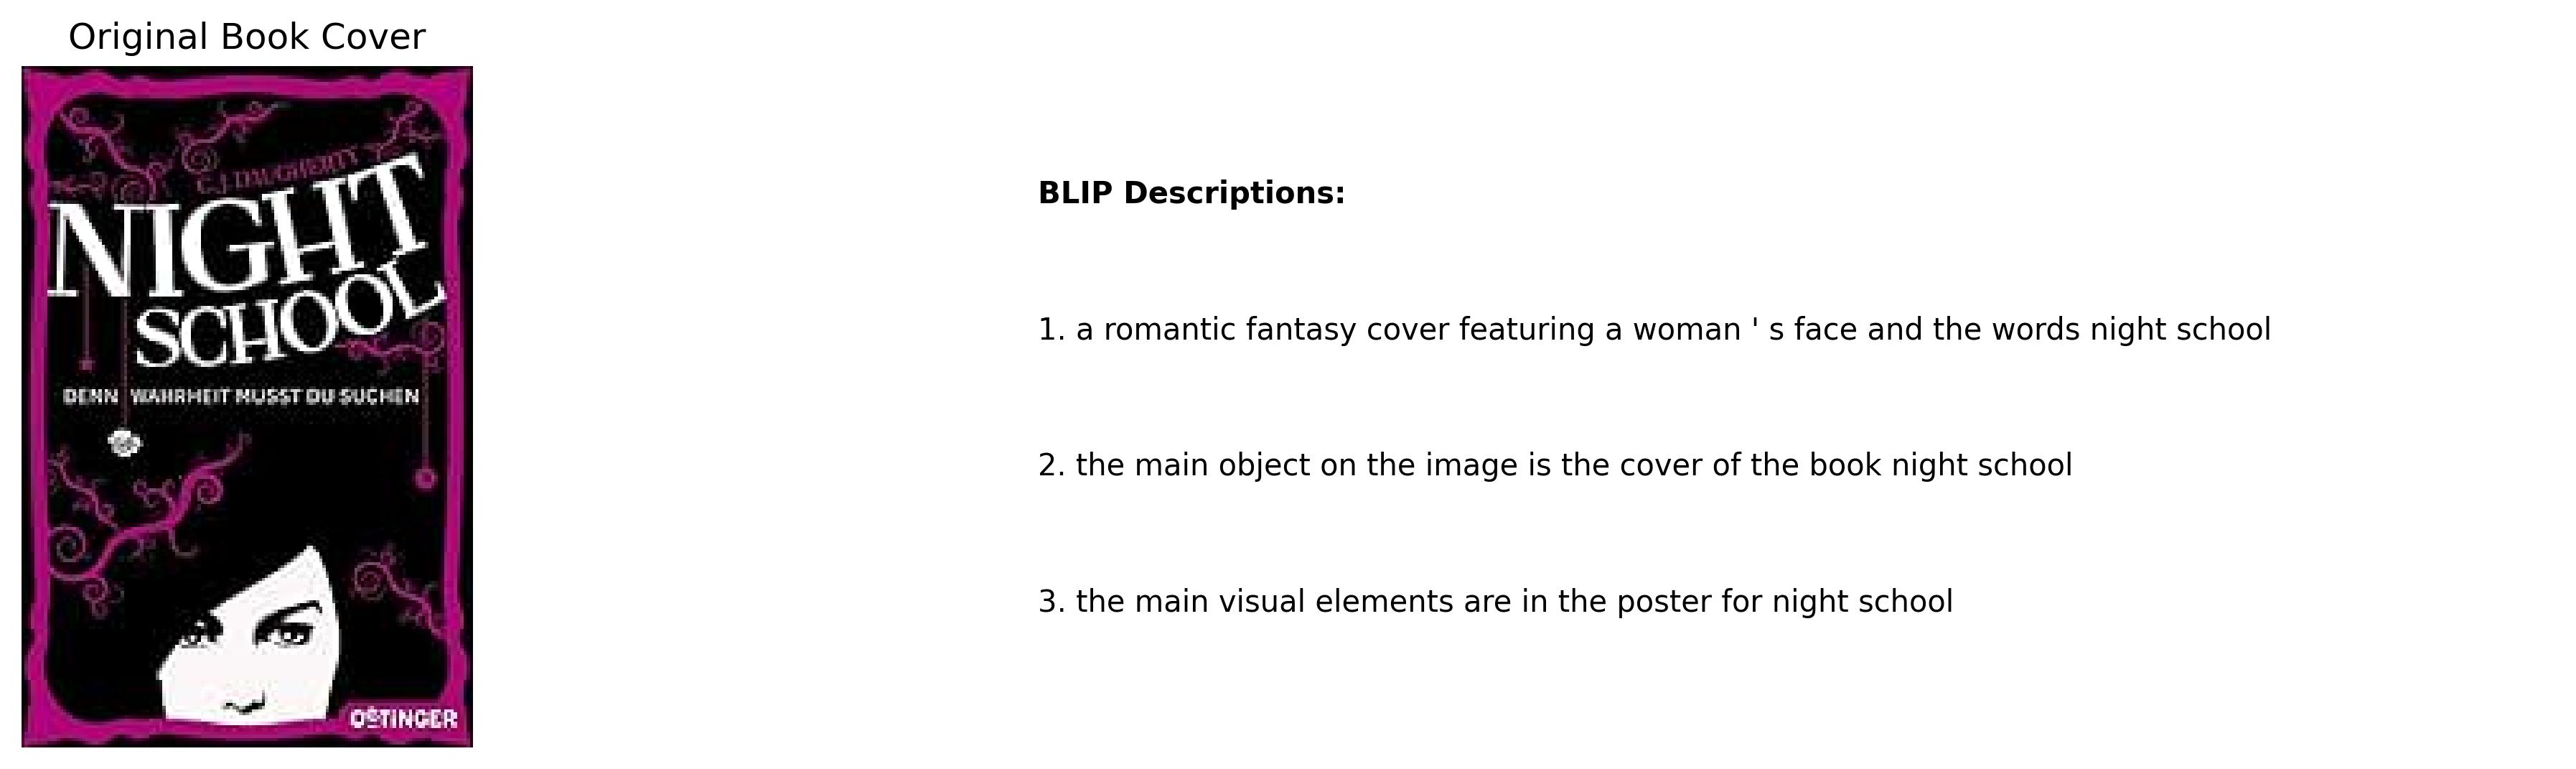 Original Book Cover
C.J. DAUGHERTY
NIGHT
SCHOOL
DENN WAHRHEIT MUSST DU SUCHEN
OETINGER
BLIP Descriptions:
1. a romantic fantasy cover featuring a woman ' s face and the words night school
2. the main object on the image is the cover of the book night school
3. the main visual elements are in the poster for night school